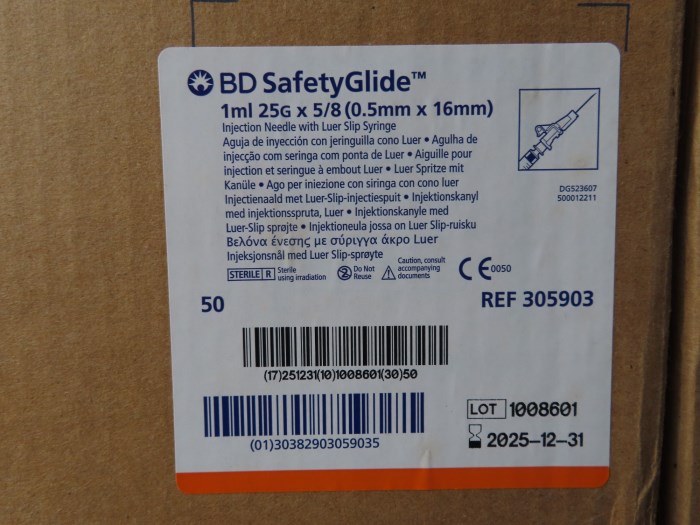 BD SafetyGlide™
1ml 25G x 5/8 (0.5mm x 16mm)
Injection Needle with Luer Slip Syringe
Aguja de inyección con jeringuilla cono Luer • Agulha de
injecção com seringa com ponta de Luer • Aiguille pour
injection et seringue à embout Luer • Luer Spritze mit
Kanüle • Ago per iniezione con siringa con cono luer
Injectienaald met Luer-Slip-injectiespuit • Injektionskanyl
med injektionsspruta, Luer • Injektionskanyle med
Luer-Slip sprøjte • Injektioneula jossa on Luer-Slip-ruisku
Βελόνα ένεσης με σύριγγα άκρο Luer
Injeksjonsnål med Luer Slip-sprøyte
DG523607
500012211
STERILE R Sterile using irradiation
2 Do Not Reuse
Caution, consult accompanying documents
CE 0050
50
REF 305903
(17)251231(10)1008601(30)50
(01)30382903059035
LOT 1008601
2025-12-31